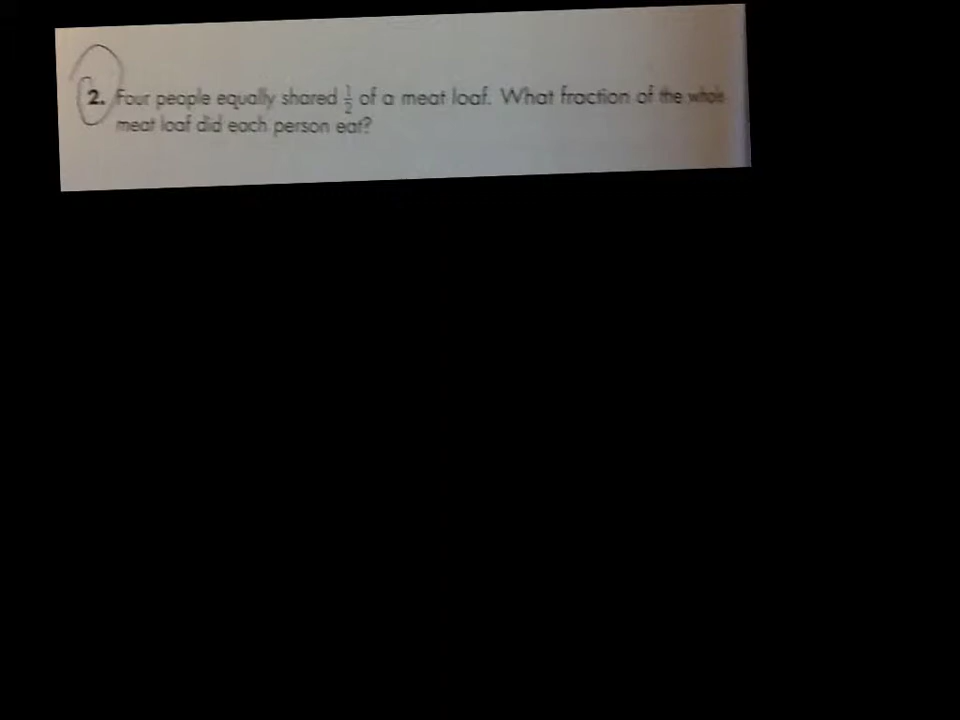 2. Four people equally shared 1/2 of a meat loaf. What fraction of the whole
meat loaf did each person eat?